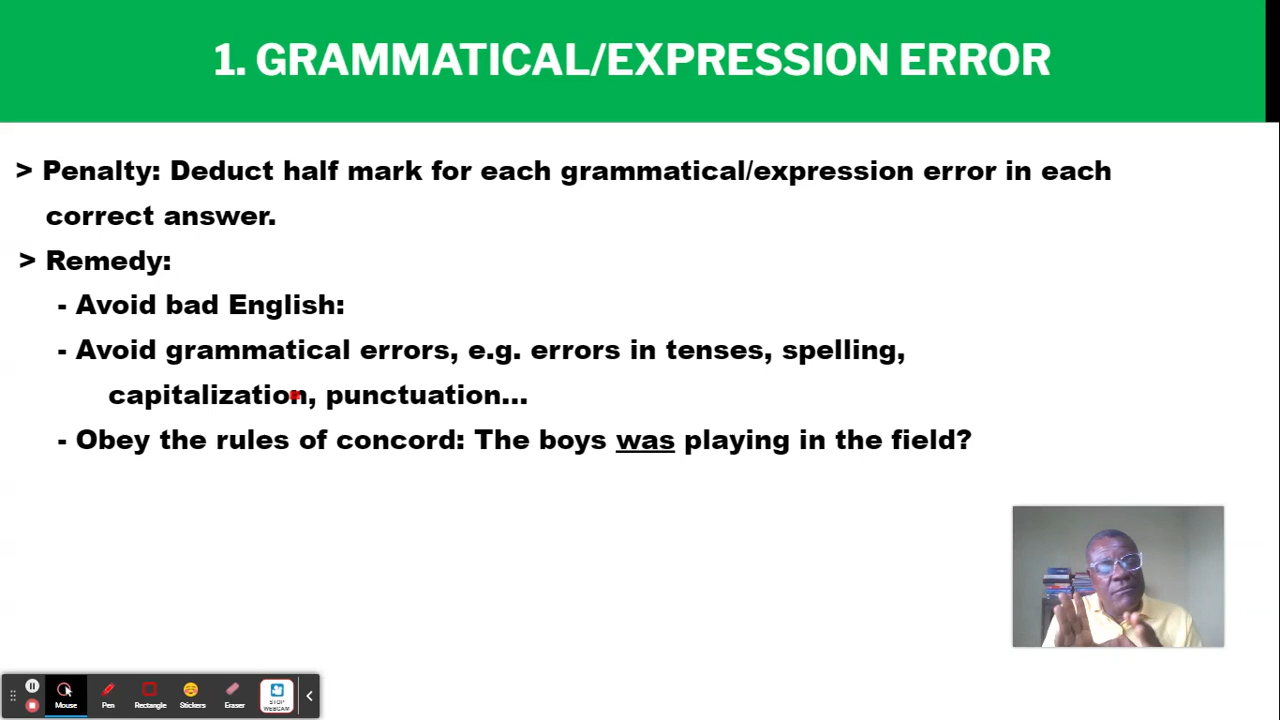 1. GRAMMATICAL/EXPRESSION ERROR
> Penalty: Deduct half mark for each grammatical/expression error in each
correct answer.
> Remedy:
- Avoid bad English:
- Avoid grammatical errors, e.g. errors in tenses, spelling,
capitalization, punctuation...
- Obey the rules of concord: The boys was playing in the field?
Mouse Pen Rectangle Stickers Eraser STOP WEBCAM